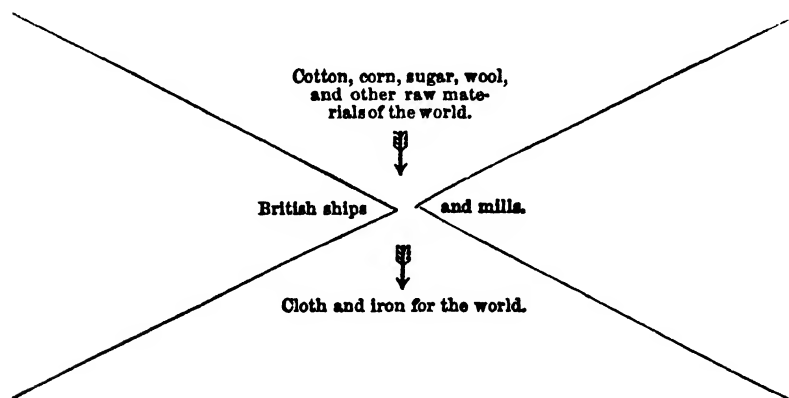 Cotton, corn, sugar, wool,
and other raw mate-
rials of the world.
British ships and mills.
Cloth and iron for the world.